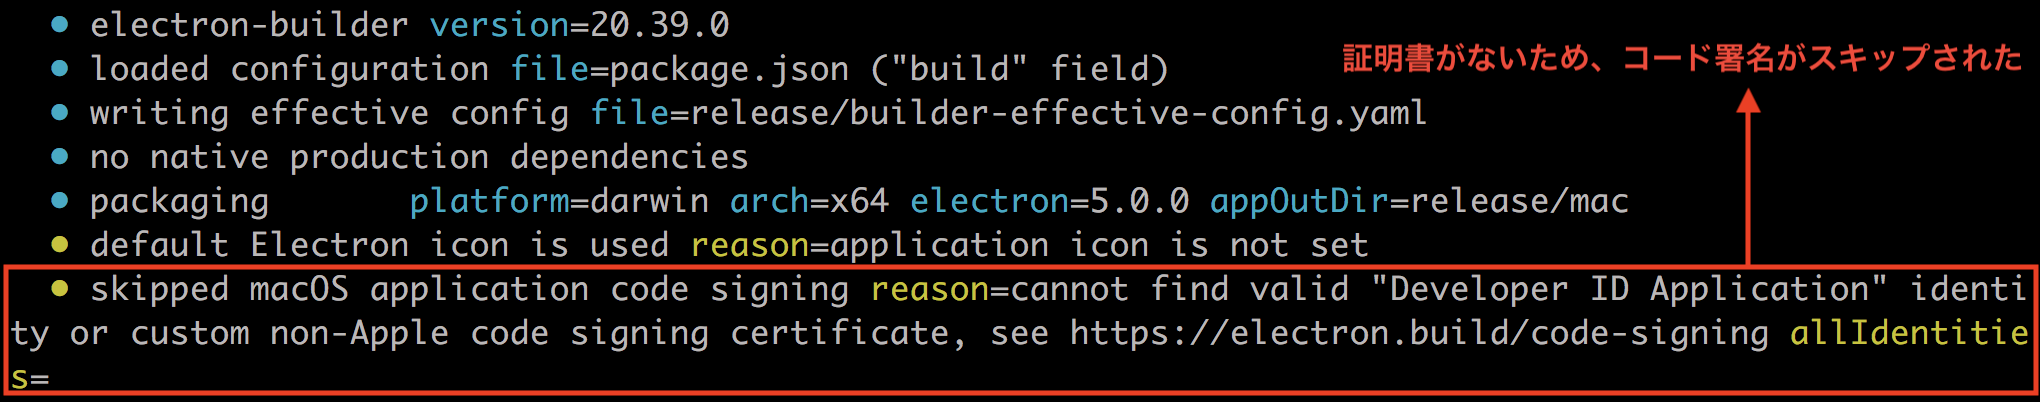 • electron-builder version=20.39.0
• loaded configuration file=package.json ("build" field)
証明書がないため、コード署名がスキップされた
• writing effective config file=release/builder-effective-config.yaml
• no native production dependencies
• packaging       platform=darwin arch=x64 electron=5.0.0 appOutDir=release/mac
• default Electron icon is used reason=application icon is not set
• skipped macOS application code signing reason=cannot find valid "Developer ID Application" identi
ty or custom non-Apple code signing certificate, see https://electron.build/code-signing allIdentitie
s=